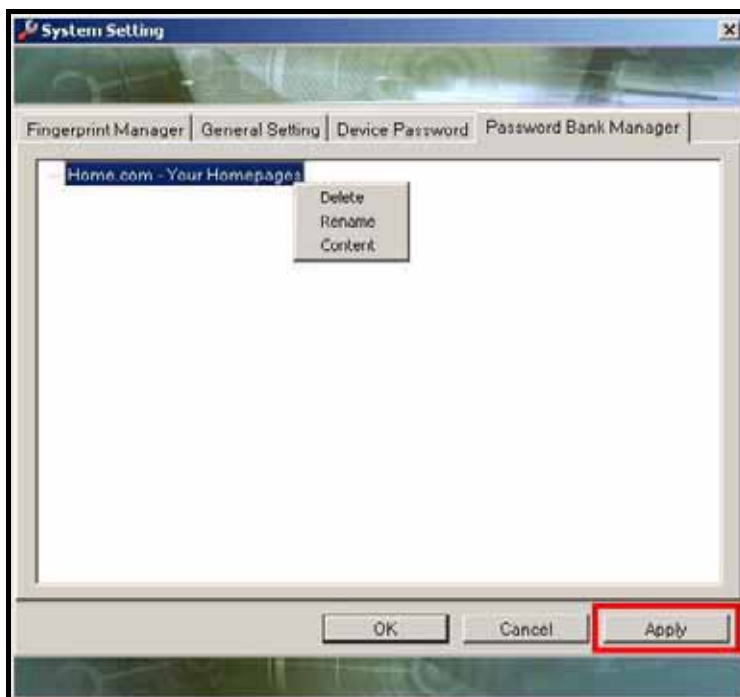 System Setting
Fingerprint Manager General Setting Device Password Password Bank Manager
Home.com - Your Homepages
Delete
Rename
Content
OK Cancel Apply